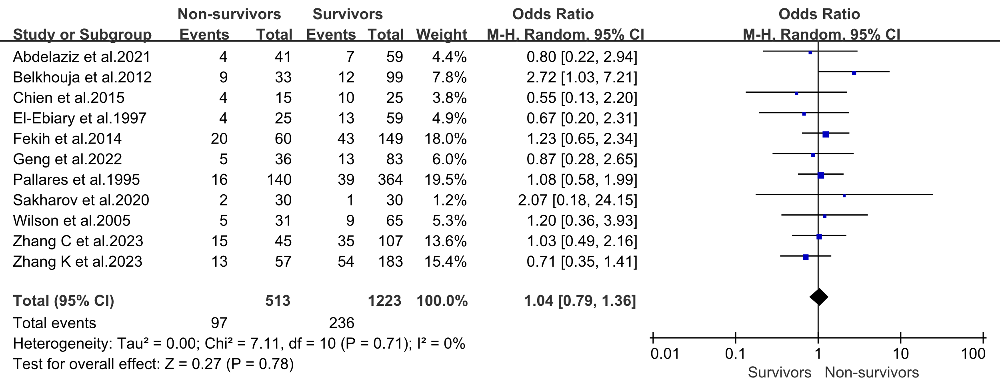 Non-survivors Survivors Odds Ratio Odds Ratio
Study or Subgroup Events Total Events Total Weight M-H, Random, 95% CI M-H, Random, 95% CI
Abdelaziz et al.2021 4 41 7 59 4.4% 0.80 [0.22, 2.94]
Belkhouja et al.2012 9 33 12 99 7.8% 2.72 [1.03, 7.21]
Chien et al.2015 4 15 10 25 3.8% 0.55 [0.13, 2.20]
El-Ebiary et al.1997 4 25 13 59 4.9% 0.67 [0.20, 2.31]
Fekih et al.2014 20 60 43 149 18.0% 1.23 [0.65, 2.34]
Geng et al.2022 5 36 13 83 6.0% 0.87 [0.28, 2.65]
Pallares et al.1995 16 140 39 364 19.5% 1.08 [0.58, 1.99]
Sakharov et al.2020 2 30 1 30 1.2% 2.07 [0.18, 24.15]
Wilson et al.2005 5 31 9 65 5.3% 1.20 [0.36, 3.93]
Zhang C et al.2023 15 45 35 107 13.6% 1.03 [0.49, 2.16]
Zhang K et al.2023 13 57 54 183 15.4% 0.71 [0.35, 1.41]
Total (95% CI) 513 1223 100.0% 1.04 [0.79, 1.36]
Total events 97 236
Heterogeneity: Tau² = 0.00; Chi² = 7.11, df = 10 (P = 0.71); I² = 0%
Test for overall effect: Z = 0.27 (P = 0.78)
0.01 0.1 1 10 100
Survivors Non-survivors